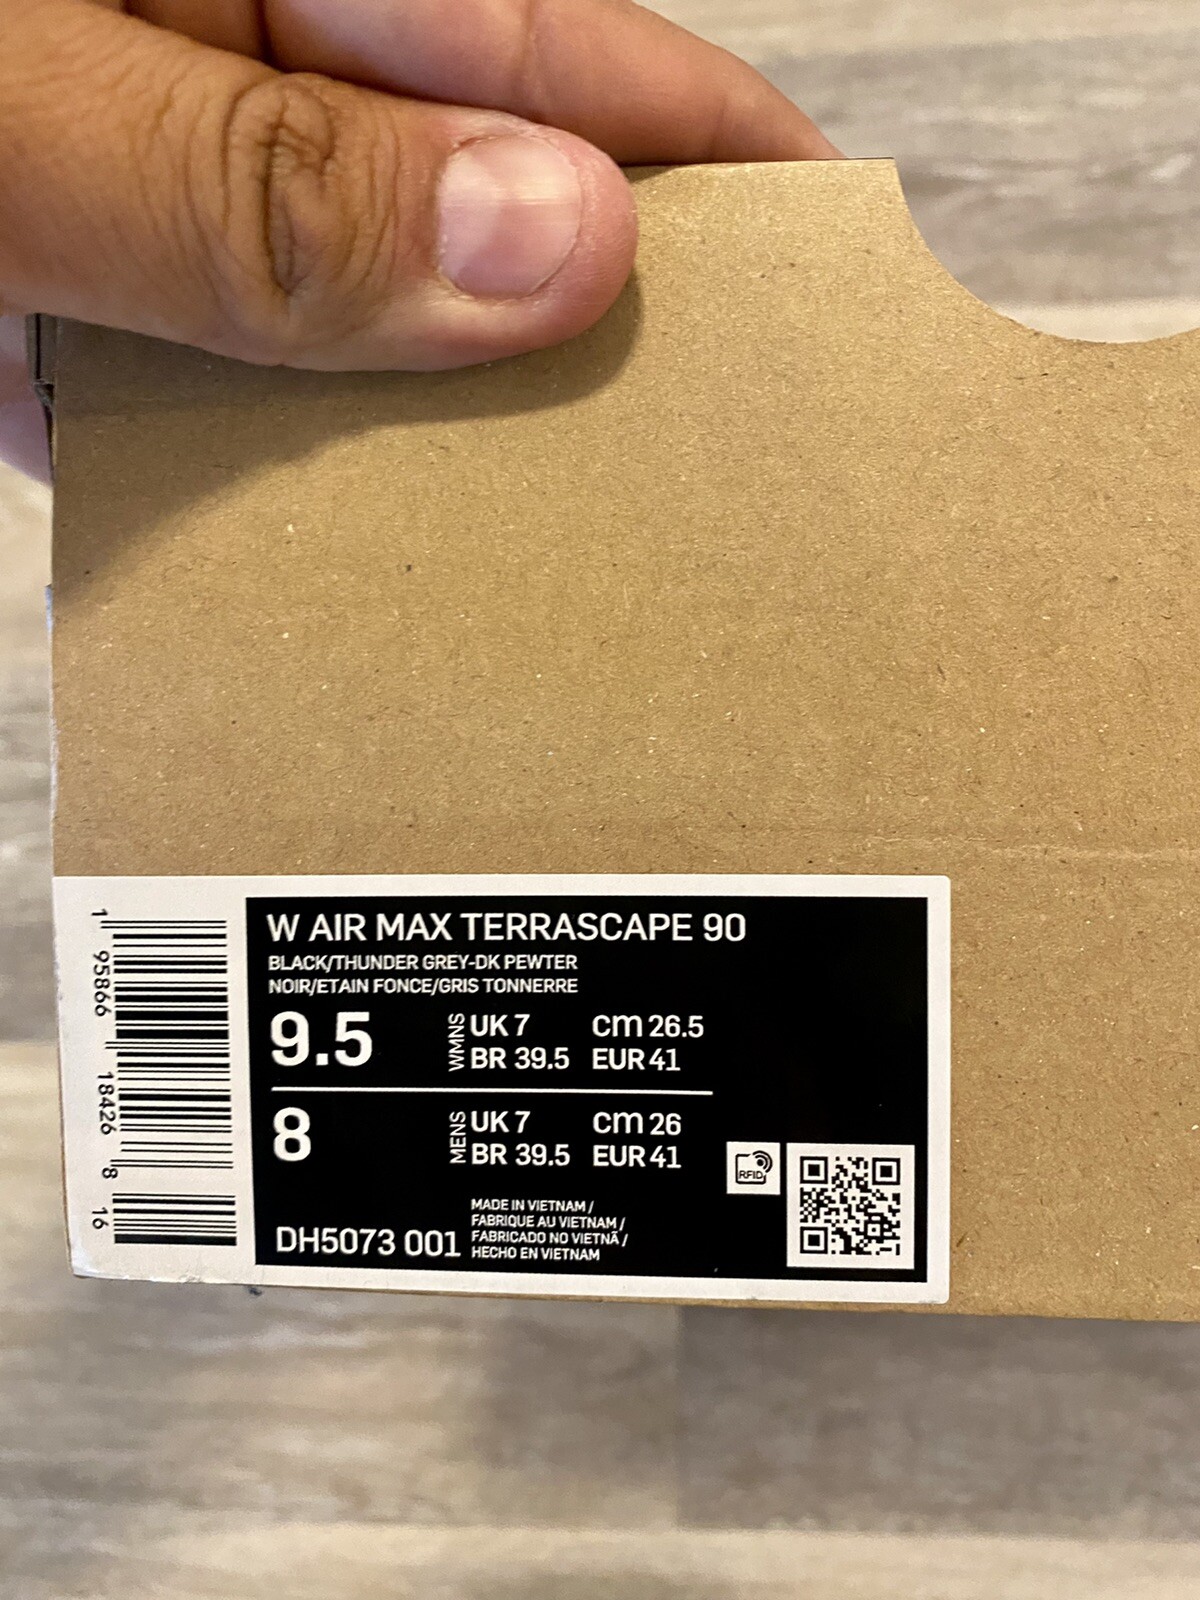 W AIR MAX TERRASCAPE 90
BLACK/THUNDER GREY-DK PEWTER
NOIR/ETAIN FONCE/GRIS TONNERRE
9.5 WMNS UK 7 cm 26.5
BR 39.5 EUR 41
8 MENS UK 7 cm 26
BR 39.5 EUR 41
RFID
DH5073 001
MADE IN VIETNAM /
FABRIQUE AU VIETNAM /
FABRICADO NO VIETNÃ /
HECHO EN VIETNAM
1 95866 18426 8 16